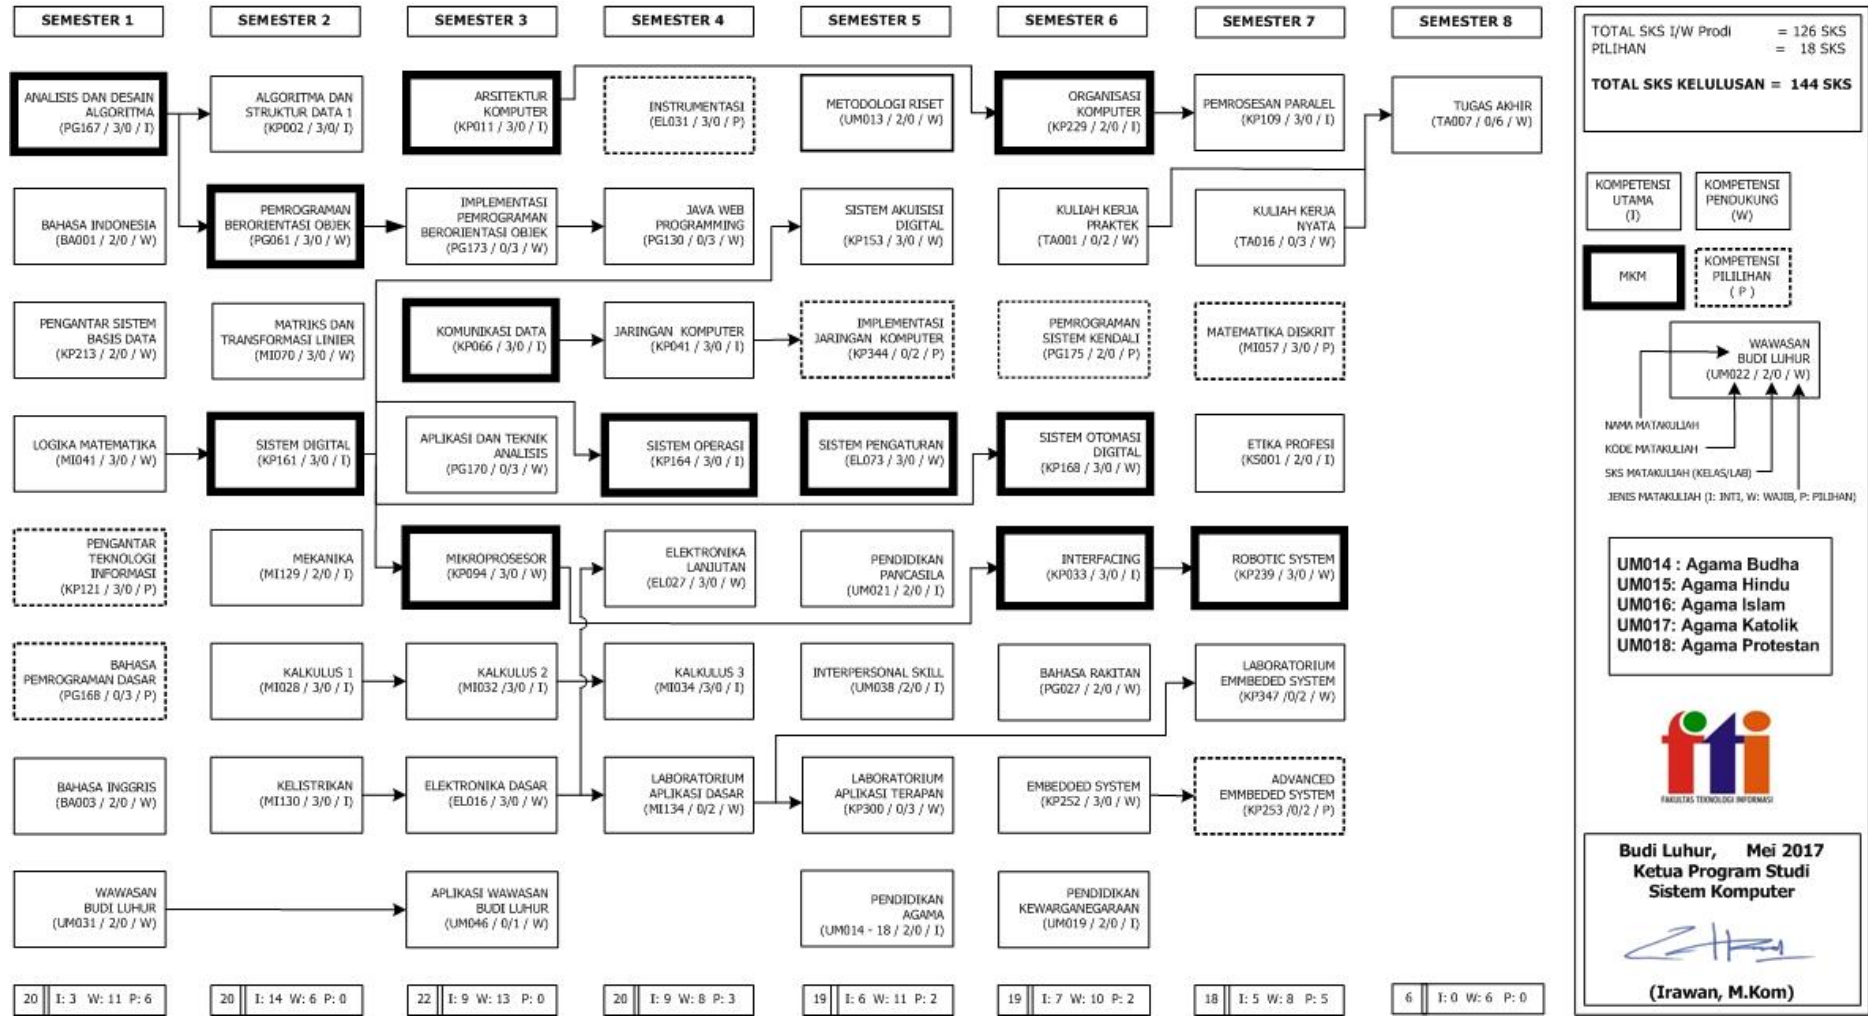 SEMESTER 1
SEMESTER 2
SEMESTER 3
SEMESTER 4
SEMESTER 5
SEMESTER 6
SEMESTER 7
SEMESTER 8
ANALISIS DAN DESAIN
ALGORITMA
(PG167 / 3/0 / I)
ALGORITMA DAN
STRUKTUR DATA 1
(KP002 / 3/0/ I)
ARSITEKTUR
KOMPUTER
(KP011 / 3/0 / I)
INSTRUMENTASI
(EL031 / 3/0 / P)
METODOLOGI RISET
(UM013 / 2/0 / W)
ORGANISASI
KOMPUTER
(KP229 / 2/0 / I)
PEMROSESAN PARALEL
(KP109 / 3/0 / I)
TUGAS AKHIR
(TA007 / 0/6 / W)
BAHASA INDONESIA
(BA001 / 2/0 / W)
PEMROGRAMAN
BERORIENTASI OBJEK
(PG061 / 3/0 / W)
IMPLEMENTASI
PEMROGRAMAN
BERORIENTASI OBJEK
(PG173 / 0/3 / W)
JAVA WEB
PROGRAMMING
(PG130 / 0/3 / W)
SISTEM AKUISISI
DIGITAL
(KP153 / 3/0 / W)
KULIAH KERJA
PRAKTEK
(TA001 / 0/2 / W)
KULIAH KERJA
NYATA
(TA016 / 0/3 / W)
PENGANTAR SISTEM
BASIS DATA
(KP213 / 2/0 / W)
MATRIKS DAN
TRANSFORMASI LINIER
(MI070 / 3/0 / W)
KOMUNIKASI DATA
(KP066 / 3/0 / I)
JARINGAN KOMPUTER
(KP041 / 3/0 / I)
IMPLEMENTASI
JARINGAN KOMPUTER
(KP344 / 0/2 / P)
PEMROGRAMAN
SISTEM KENDALI
(PG175 / 2/0 / P)
MATEMATIKA DISKRIT
(MI057 / 3/0 / P)
LOGIKA MATEMATIKA
(MI041 / 3/0 / W)
SISTEM DIGITAL
(KP161 / 3/0 / I)
APLIKASI DAN TEKNIK
ANALISIS
(PG170 / 0/3 / W)
SISTEM OPERASI
(KP164 / 3/0 / I)
SISTEM PENGATURAN
(EL073 / 3/0 / W)
SISTEM OTOMASI
DIGITAL
(KP168 / 3/0 / W)
ETIKA PROFESI
(KS001 / 2/0 / I)
PENGANTAR
TEKNOLOGI
INFORMASI
(KP121 / 3/0 / P)
MEKANIKA
(MI129 / 2/0 / I)
MIKROPROSESOR
(KP094 / 3/0 / W)
ELEKTRONIKA
LANJUTAN
(EL027 / 3/0 / W)
PENDIDIKAN
PANCASILA
(UM021 / 2/0 / I)
INTERFACING
(KP033 / 3/0 / I)
ROBOTIC SYSTEM
(KP239 / 3/0 / W)
BAHASA
PEMROGRAMAN DASAR
(PG168 / 0/3 / P)
KALKULUS 1
(MI028 / 3/0 / I)
KALKULUS 2
(MI032 /3/0 / I)
KALKULUS 3
(MI034 /3/0 / I)
INTERPERSONAL SKILL
(UM038 /2/0 / I)
BAHASA RAKITAN
(PG027 / 2/0 / W)
LABORATORIUM
EMMBEDED SYSTEM
(KP347 /0/2 / W)
BAHASA INGGRIS
(BA003 / 2/0 / W)
KELISTRIKAN
(MI130 / 3/0 / I)
ELEKTRONIKA DASAR
(EL016 / 3/0 / W)
LABORATORIUM
APLIKASI DASAR
(MI134 / 0/2 / W)
LABORATORIUM
APLIKASI TERAPAN
(KP300 / 0/3 / W)
EMBEDOED SYSTEM
(KP252 / 3/0 / W)
ADVANCED
EMMBEDED SYSTEM
(KP253 /0/2 / P)
WAWASAN
BUDI LUHUR
(UM031 / 2/0 / W)
APLIKASI WAWASAN
BUDI LUHUR
(UM046 / 0/1 / W)
PENDIDIKAN
AGAMA
(UM014 - 18 / 2/0 / I)
PENDIDIKAN
KEWARGANEGARAAN
(UM019 / 2/0 / I)
20 I: 3 W: 11 P: 6
20 I: 14 W: 6 P: 0
22 I: 9 W: 13 P: 0
20 I: 9 W: 8 P: 3
19 I: 6 W: 11 P: 2
19 I: 7 W: 10 P: 2
18 I: 5 W: 8 P: 5
6 I: 0 W: 6 P: 0
TOTAL SKS I/W Prodi = 126 SKS
PILIHAN = 18 SKS
TOTAL SKS KELULUSAN = 144 SKS
KOMPETENSI
UTAMA
(I)
KOMPETENSI
PENDUKUNG
(W)
MKM
KOMPETENSI
PILILIHAN
( P )
WAWASAN
BUDI LUHUR
(UM022 / 2/0 / W)
NAMA MATAKULIAH
KODE MATAKULIAH
SKS MATAKULIAH (KELAS/LAB)
JENIS MATAKULIAH (I: INTI, W: WAJIB, P: PILIHAN)
UM014 : Agama Budha
UM015: Agama Hindu
UM016: Agama Islam
UM017: Agama Katolik
UM018: Agama Protestan
fti
FAKULTAS TEKNOLOGI INFORMASI
Budi Luhur, Mei 2017
Ketua Program Studi
Sistem Komputer
(Irawan, M.Kom)